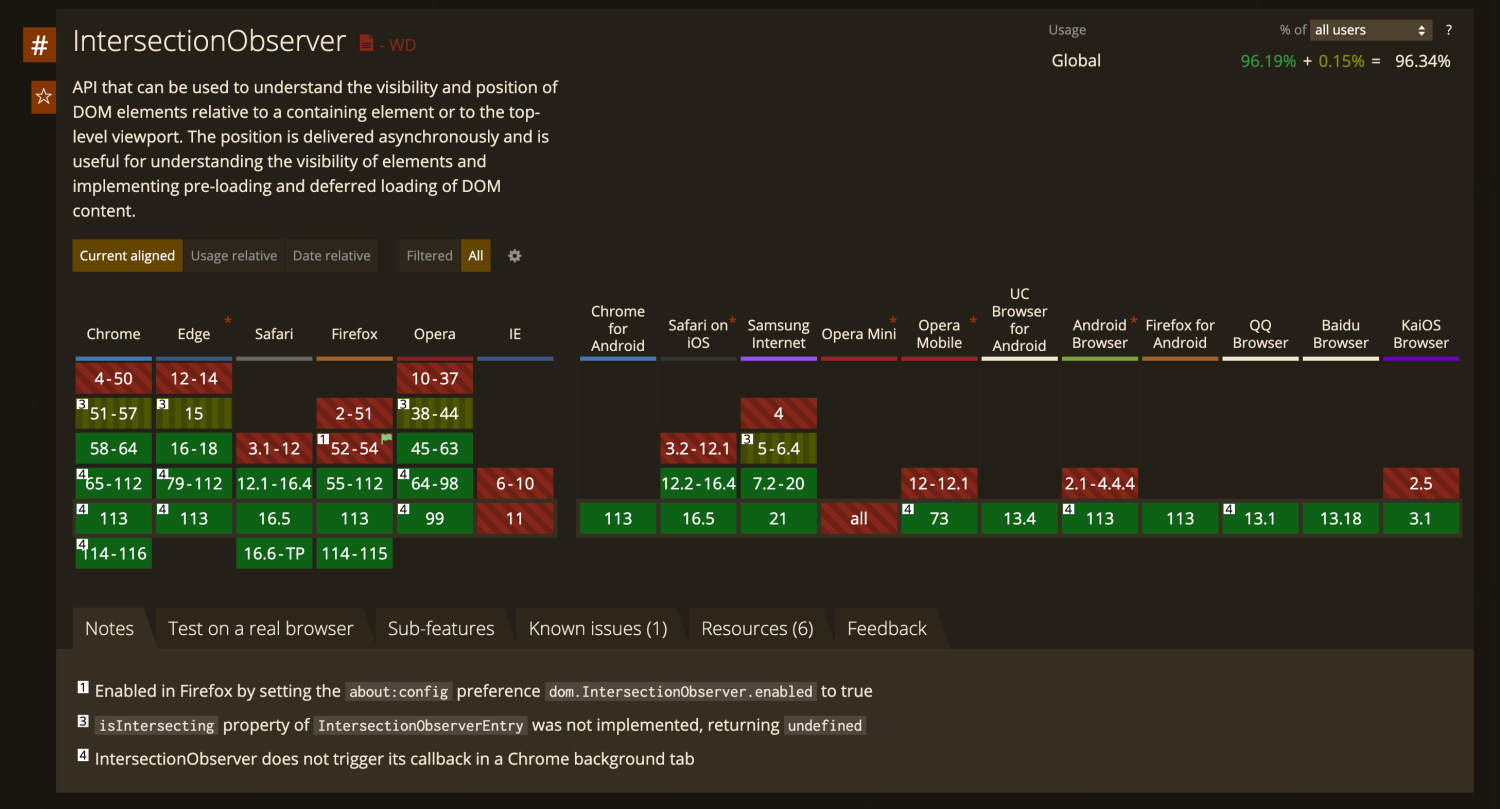 #
IntersectionObserver - WD
☆
API that can be used to understand the visibility and position of
DOM elements relative to a containing element or to the top-
level viewport. The position is delivered asynchronously and is
useful for understanding the visibility of elements and
implementing pre-loading and deferred loading of DOM
content.
Usage % of all users ?
Global 96.19% + 0.15% = 96.34%
Current aligned Usage relative Date relative Filtered All
Chrome
Edge *
Safari
Firefox
Opera
IE
Chrome
for
Android
Safari on *
iOS
Samsung
Internet
Opera Mini *
Opera *
Mobile
UC
Browser
for
Android
Android *
Browser
Firefox for
Android
QQ
Browser
Baidu
Browser
KaiOS
Browser
4-50 12-14 10-37
3 51-57 3 15 2-51 3 38-44 4
58-64 16-18 3.1-12 1 52-54 45-63 3.2-12.1 3 5-6.4
4 65-112 4 79-112 12.1-16.4 55-112 4 64-98 6-10 12.2-16.4 7.2-20 12-12.1 2.1-4.4.4 2.5
4 113 4 113 16.5 113 4 99 11 113 16.5 21 all 4 73 13.4 4 113 113 4 13.1 13.18 3.1
4 114-116 16.6-TP 114-115
Notes Test on a real browser Sub-features Known issues (1) Resources (6) Feedback
1 Enabled in Firefox by setting the about:config preference dom.IntersectionObserver.enabled to true
3 isIntersecting property of IntersectionObserverEntry was not implemented, returning undefined
4 IntersectionObserver does not trigger its callback in a Chrome background tab